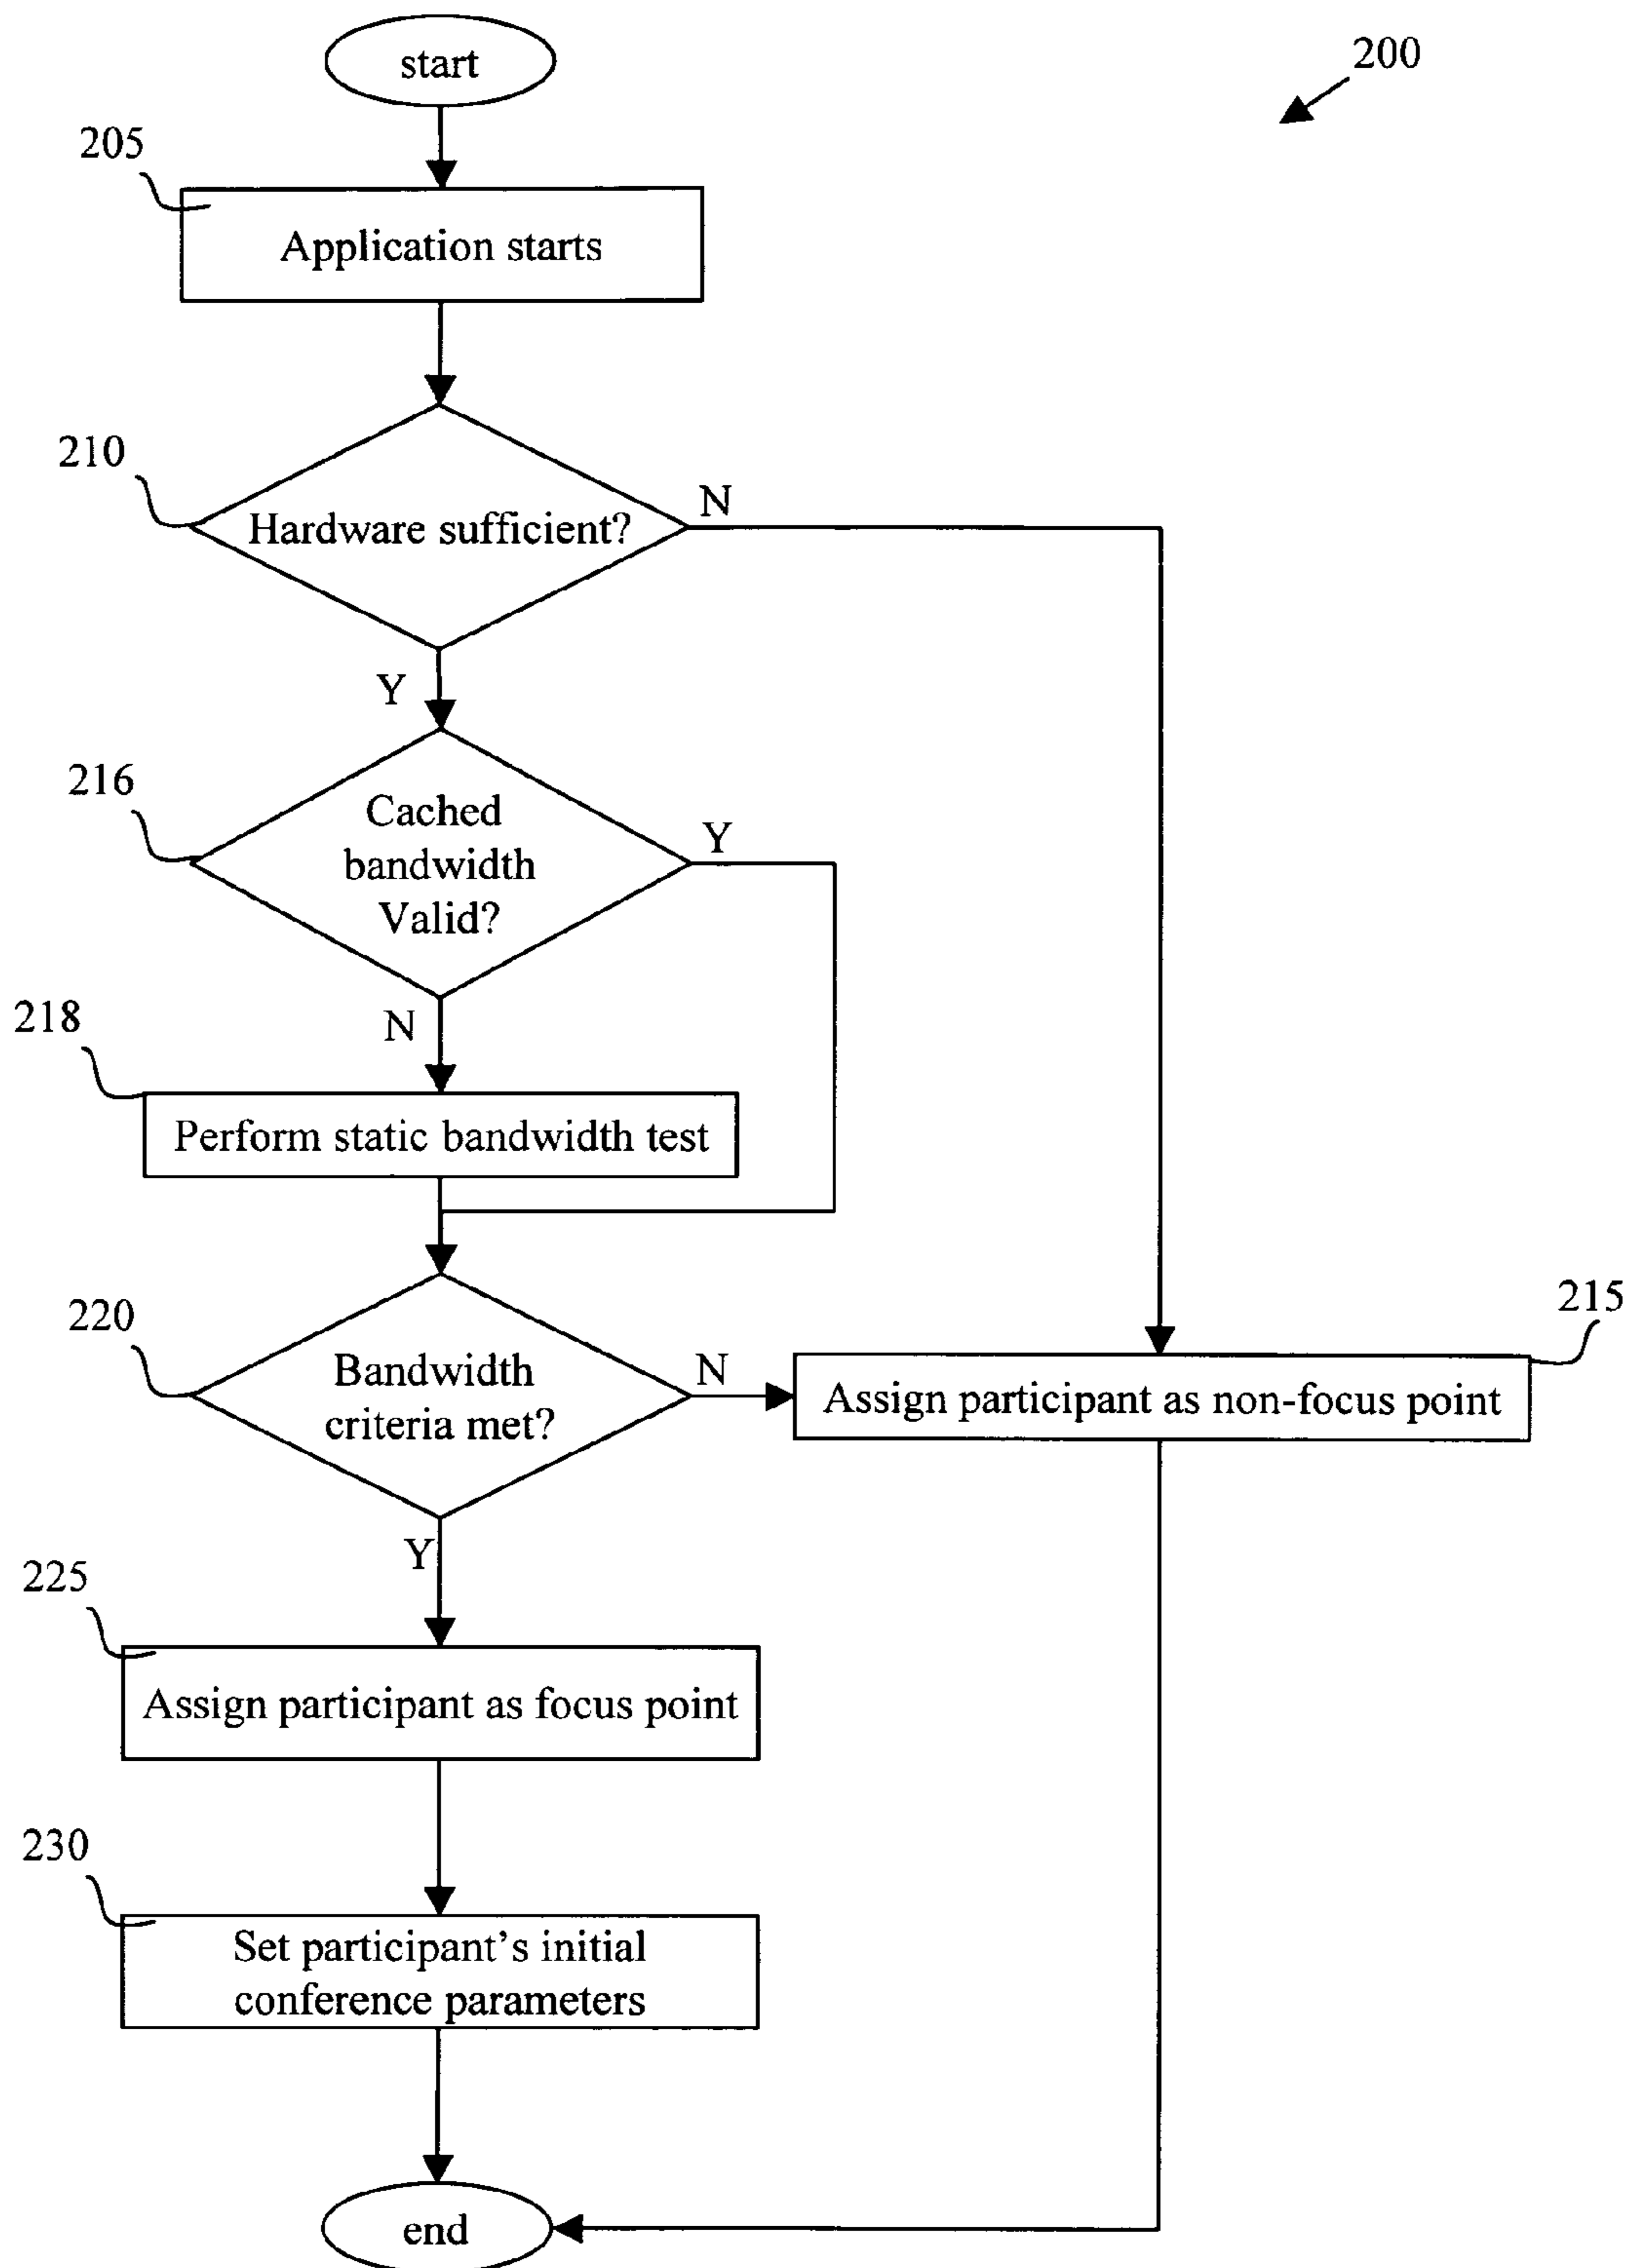 start
200
205
Application starts
210
Hardware sufficient?
N
Y
216
Cached
bandwidth
Valid?
Y
N
218
Perform static bandwidth test
220
Bandwidth
criteria met?
N
215
Assign participant as non-focus point
Y
225
Assign participant as focus point
230
Set participant's initial
conference parameters
end